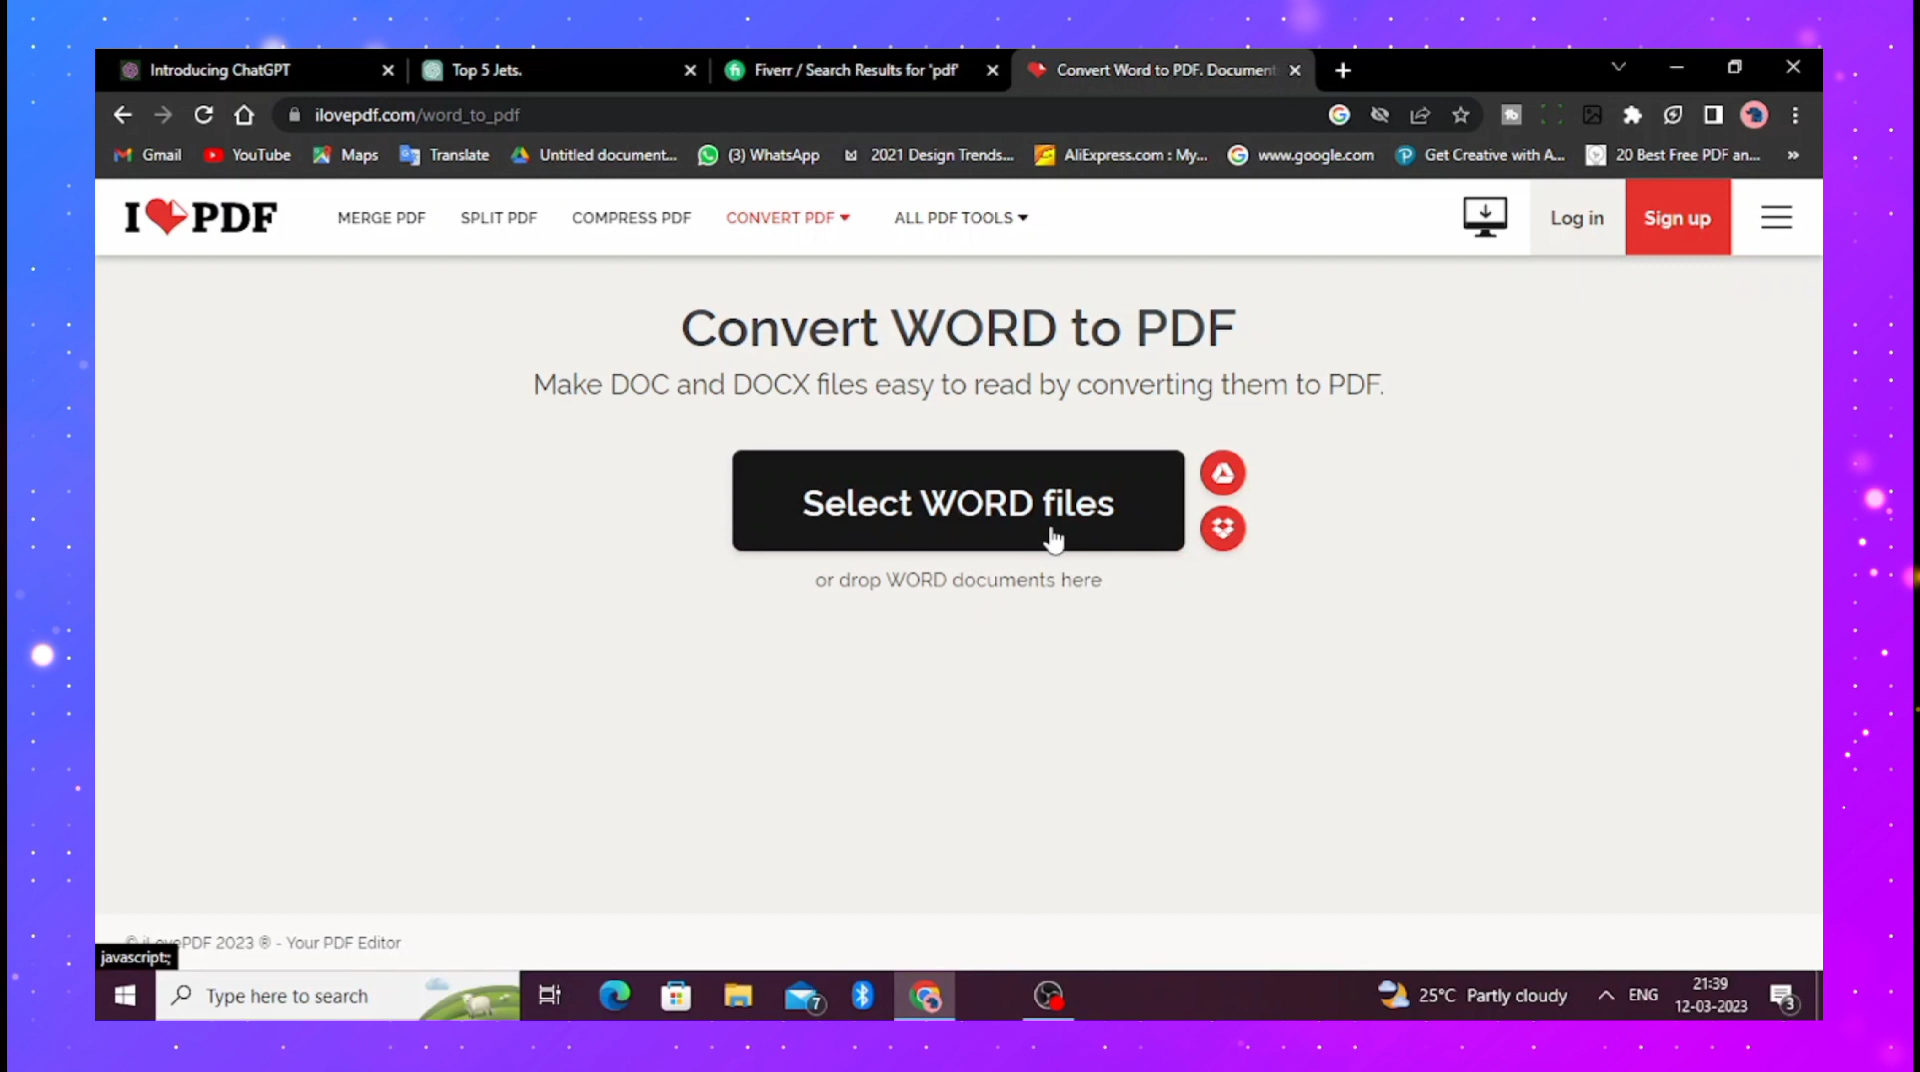 Introducing ChatGPT
Top 5 Jets.
Fiverr / Search Results for 'pdf'
Convert Word to PDF. Document
ilovepdf.com/word_to_pdf
Gmail
YouTube
Maps
Translate
Untitled document...
(3) WhatsApp
2021 Design Trends...
AliExpress.com : My...
www.google.com
Get Creative with A...
20 Best Free PDF an...
»
I PDF
MERGE PDF
SPLIT PDF
COMPRESS PDF
CONVERT PDF
ALL PDF TOOLS
Log in
Sign up
Convert WORD to PDF
Make DOC and DOCX files easy to read by converting them to PDF.
Select WORD files
or drop WORD documents here
© iLovePDF 2023 ® - Your PDF Editor
javascript:;
Type here to search
7
25°C Partly cloudy
ENG
21:39
12-03-2023
3